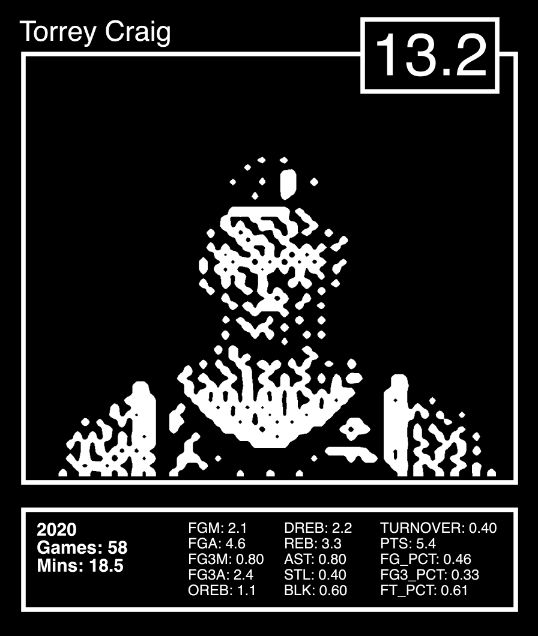 Torrey Craig
13.2
2020
Games: 58
Mins: 18.5
FGM: 2.1
FGA: 4.6
FG3M: 0.80
FG3A: 2.4
OREB: 1.1
DREB: 2.2
REB: 3.3
AST: 0.80
STL: 0.40
BLK: 0.60
TURNOVER: 0.40
PTS: 5.4
FG_PCT: 0.46
FG3_PCT: 0.33
FT_PCT: 0.61